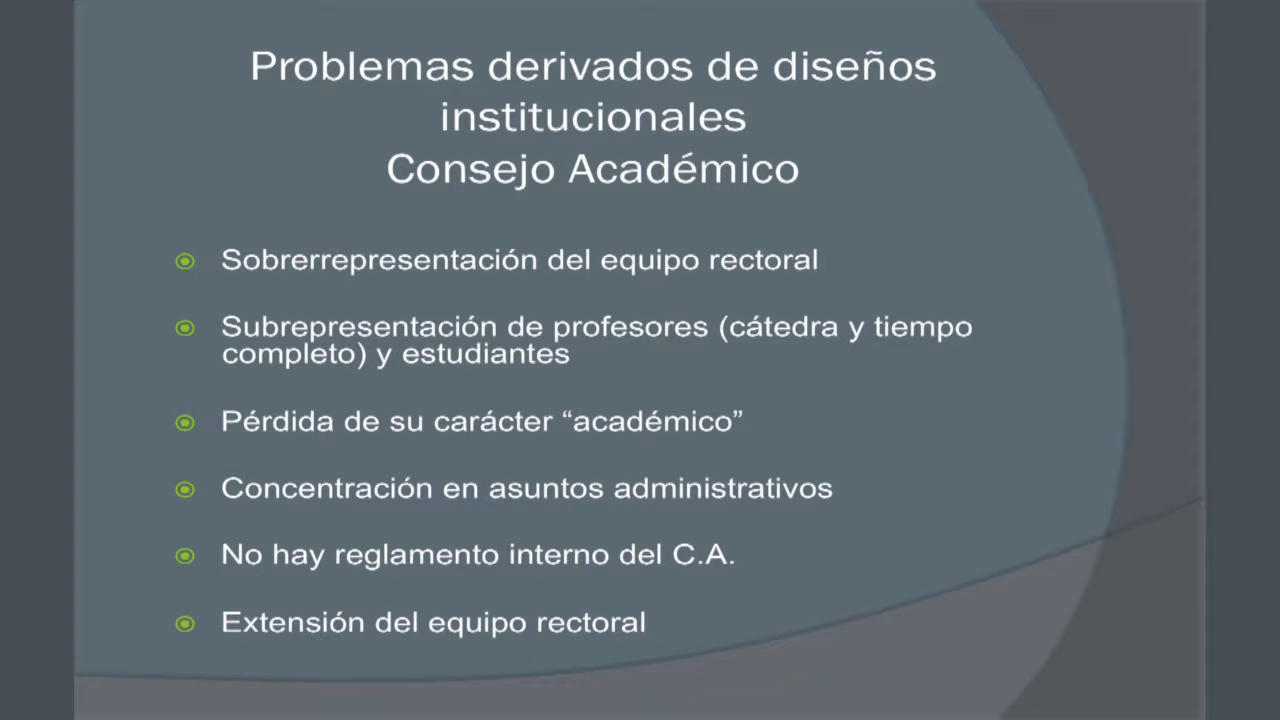 Problemas derivados de diseños
institucionales
Consejo Académico
Sobrerrepresentación del equipo rectoral
Subrepresentación de profesores (cátedra y tiempo
completo) y estudiantes
Pérdida de su carácter “académico”
Concentración en asuntos administrativos
No hay reglamento interno del C.A.
Extensión del equipo rectoral